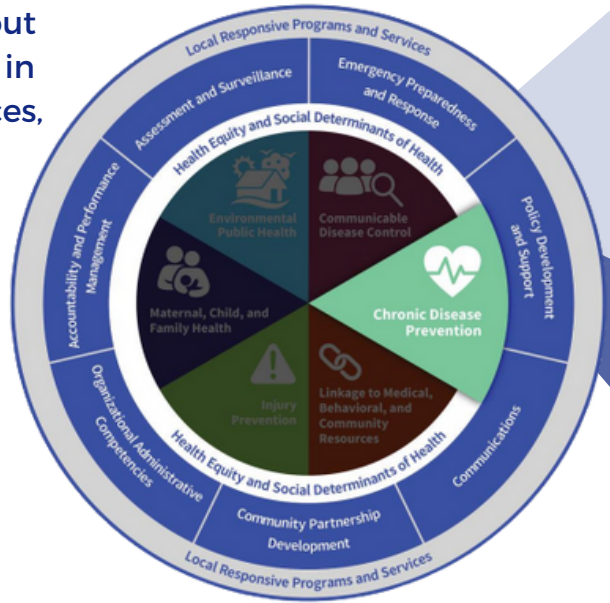 out
in
ces,
Local Responsive Programs and Services
Assessment and Surveillance
Emergency Preparedness
and Response
Accountability and Performance
Management
Policy Development
and Support
Health Equity and Social Determinants of Health
Environmental
Public Health
Communicable
Disease Control
Maternal, Child, and
Family Health
Chronic Disease
Prevention
Injury
Prevention
Linkage to Medical,
Behavioral, and
Community
Resources
Health Equity and Social Determinants of Health
Organizational Administrative
Competencies
Communications
Community Partnership
Development
Local Responsive Programs and Services